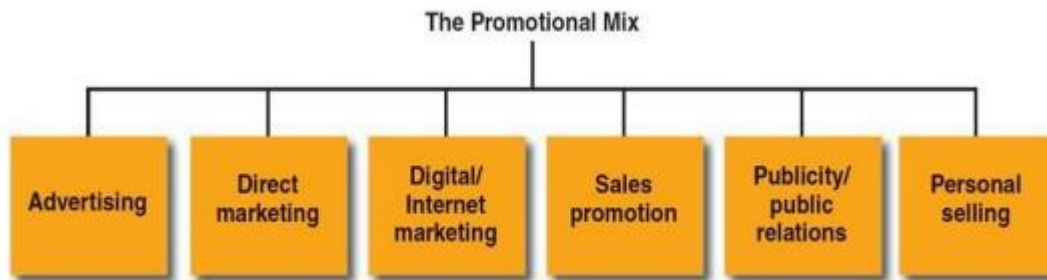 The Promotional Mix
Advertising
Direct
marketing
Digital/
Internet
marketing
Sales
promotion
Publicity/
public
relations
Personal
selling